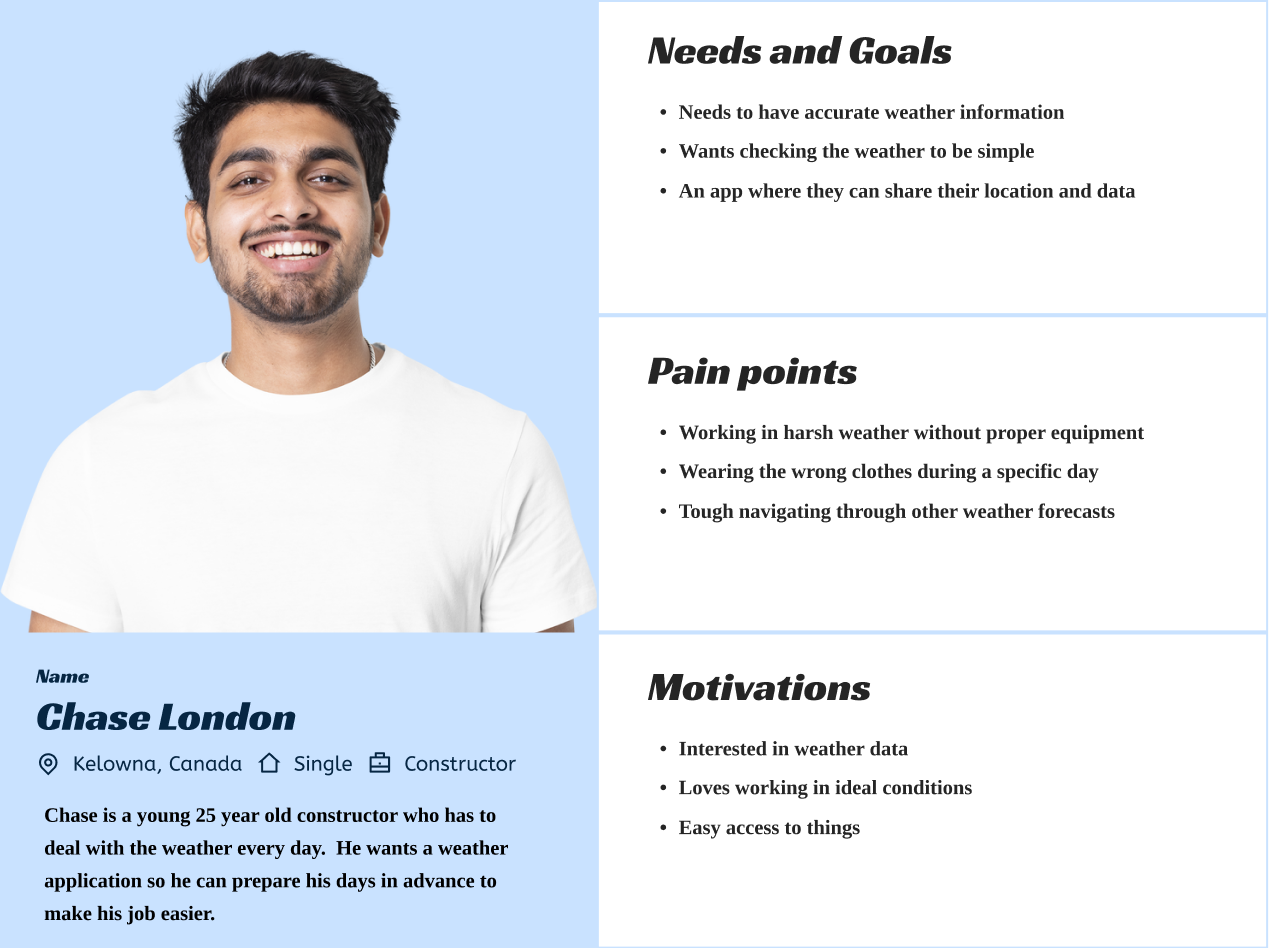 Name
Chase London
Kelowna, Canada Single Constructor
Chase is a young 25 year old constructor who has to
deal with the weather every day.  He wants a weather
application so he can prepare his days in advance to
make his job easier.
Needs and Goals
• Needs to have accurate weather information
• Wants checking the weather to be simple
• An app where they can share their location and data
Pain points
• Working in harsh weather without proper equipment
• Wearing the wrong clothes during a specific day
• Tough navigating through other weather forecasts
Motivations
• Interested in weather data
• Loves working in ideal conditions
• Easy access to things